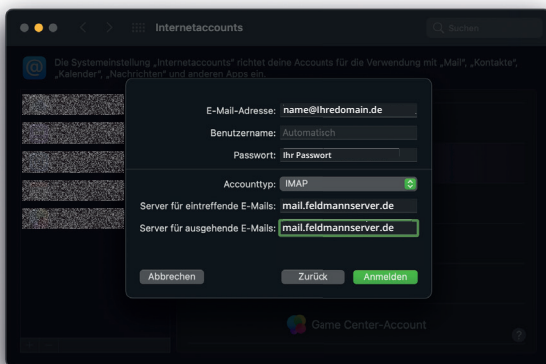 Internetaccounts
Suchen
Die Systemeinstellung „Internetaccounts“ richtet deine Accounts für die Verwendung mit „Mail“, „Kontakte“,
„Kalender“, „Nachrichten“ und anderen Apps ein.
E-Mail-Adresse: name@Ihredomain.de
Benutzername: Automatisch
Passwort: Ihr Passwort
Accounttyp: IMAP
Server für eintreffende E-Mails: mail.feldmannserver.de
Server für ausgehende E-Mails: mail.feldmannserver.de
Abbrechen Zurück Anmelden
Game Center-Account
?